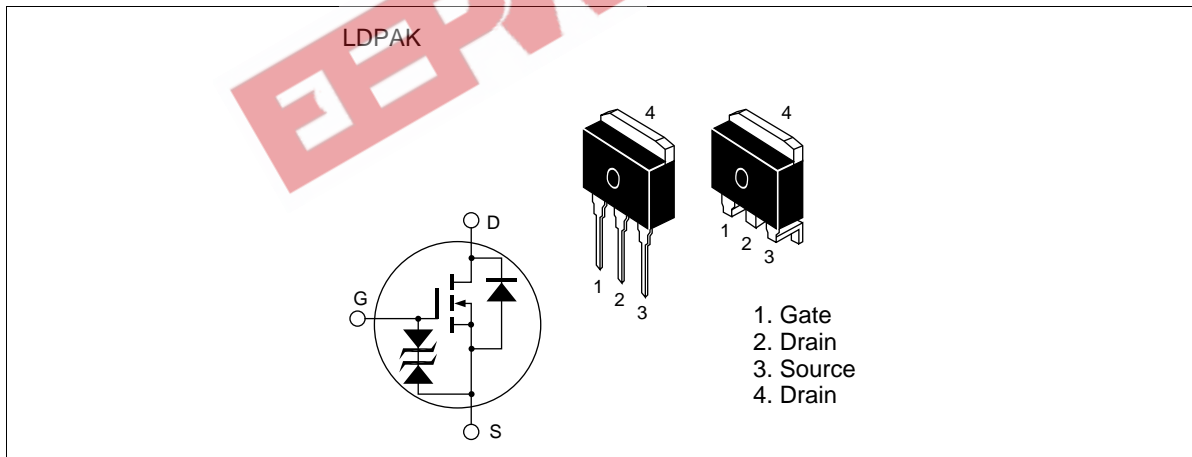 LDPAK
4
4
1
2
3
1
2
3
D
G
S
1. Gate
2. Drain
3. Source
4. Drain